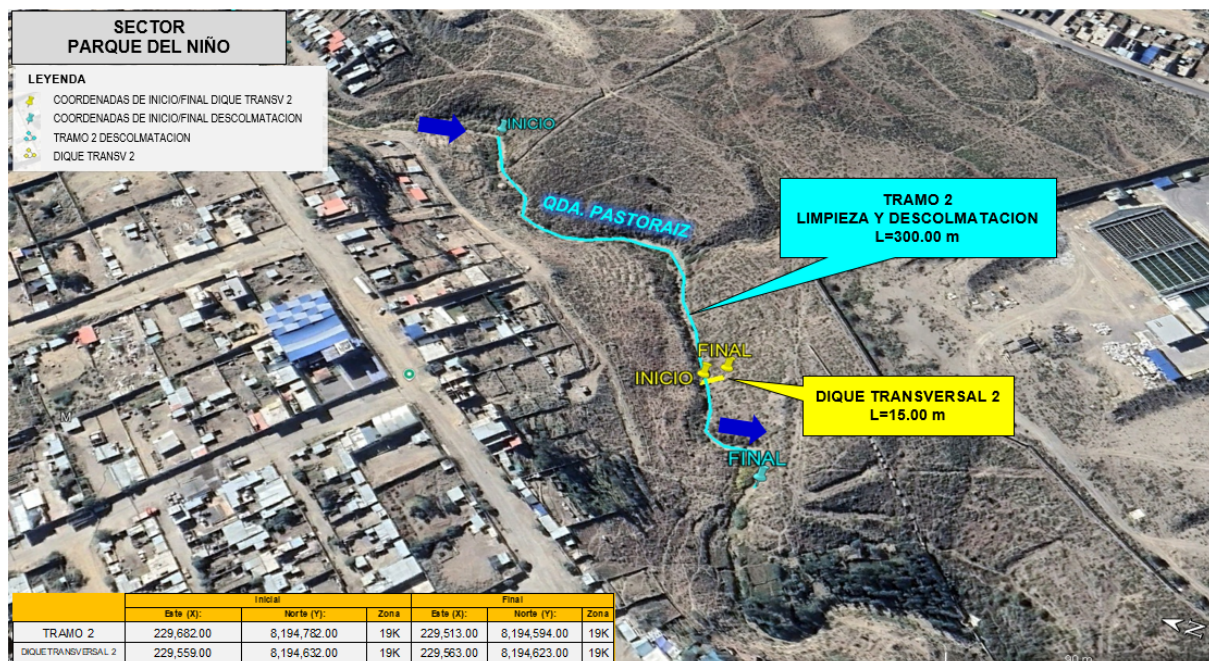 SECTOR
PARQUE DEL NIÑO
LEYENDA
COORDENADAS DE INICIO/FINAL DIQUE TRANSV 2
COORDENADAS DE INICIO/FINAL DESCOLMATACION
TRAMO 2 DESCOLMATACION
DIQUE TRANSV 2
INICIO
QDA. PASTORAIZ
TRAMO 2
LIMPIEZA Y DESCOLMATACION
L=300.00 m
FINAL
INICIO
DIQUE TRANSVERSAL 2
L=15.00 m
FINAL
M
Inicial Final
Este (X): Norte (Y): Zona Este (X): Norte (Y): Zona
TRAMO 2 229,682.00 8,194,782.00 19K 229,513.00 8,194,594.00 19K
DIQUE TRANSVERSAL 2 229,559.00 8,194,632.00 19K 229,563.00 8,194,623.00 19K
90 m
N